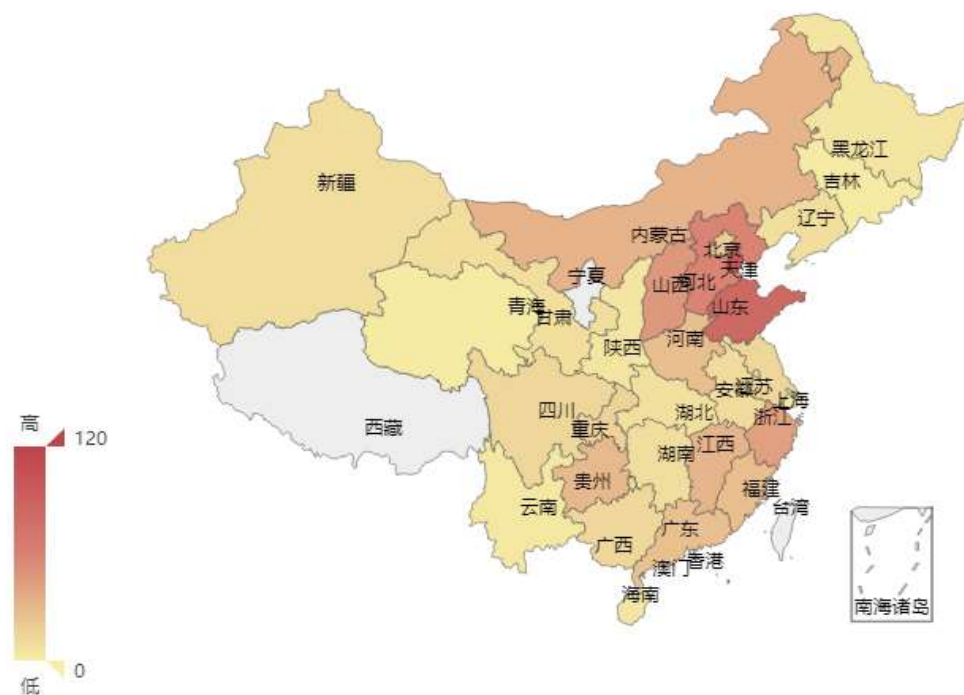 黑龙江
吉林
新疆
辽宁
内蒙古
北京
宁夏
天津
山西
河北
青海
甘肃
山东
河南
陕西
安徽
江苏
上海
四川
湖北
浙江
西藏
重庆
高
120
湖南
江西
贵州
福建
云南
台湾
广东
广西
香港
澳门
海南
南海诸岛
0
低